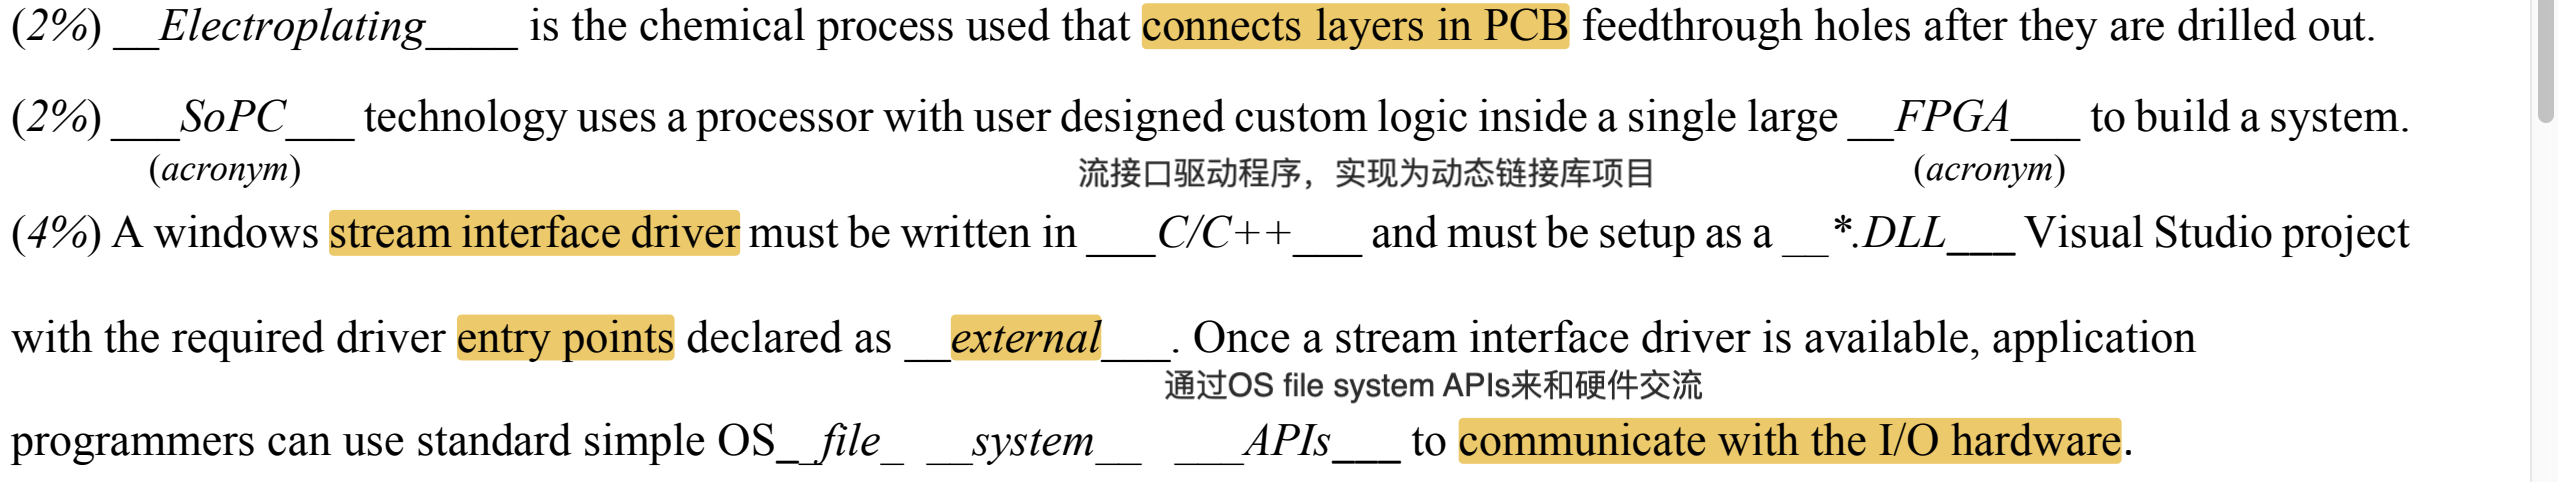 (2%) __Electroplating____ is the chemical process used that connects layers in PCB feedthrough holes after they are drilled out.
(2%) ___SoPC___ technology uses a processor with user designed custom logic inside a single large __FPGA___ to build a system.
(acronym) 流接口驱动程序，实现为动态链接库项目 (acronym)
(4%) A windows stream interface driver must be written in ___C/C++___ and must be setup as a __*.DLL___ Visual Studio project
with the required driver entry points declared as __external___. Once a stream interface driver is available, application
通过OS file system APIs来和硬件交流
programmers can use standard simple OS__file_ __system__ ___APIs___ to communicate with the I/O hardware.